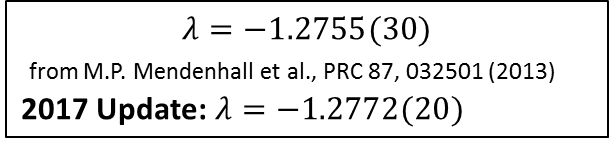 λ = −1.2755(30)
from M.P. Mendenhall et al., PRC 87, 032501 (2013)
2017 Update: λ = −1.2772(20)